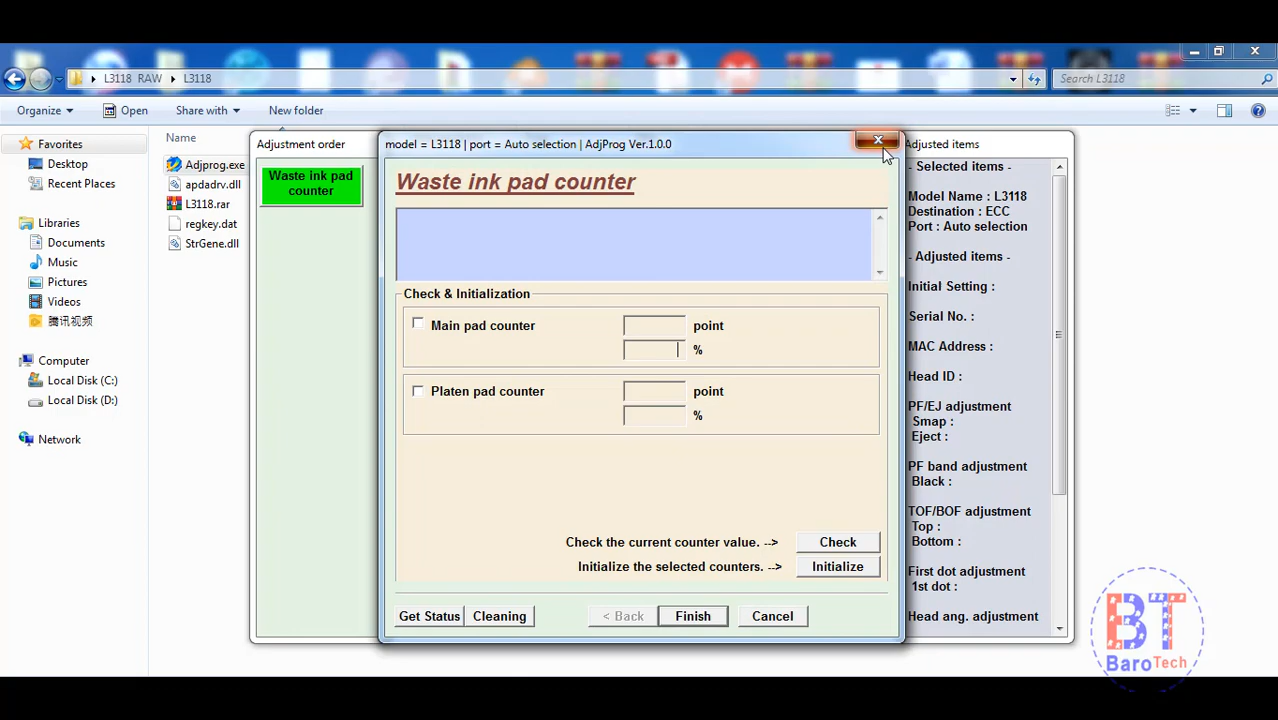 L3118 RAW
L3118
Search L3118
Organize
Open
Share with
New folder
Favorites
Desktop
Recent Places
Libraries
Documents
Music
Pictures
Videos
腾讯视频
Computer
Local Disk (C:)
Local Disk (D:)
Network
Name
Adjprog.exe
apdadrv.dll
L3118.rar
regkey.dat
StrGene.dll
Adjustment order
Waste ink pad
counter
model = L3118 | port = Auto selection | AdjProg Ver.1.0.0
Waste ink pad counter
Check & Initialization
Main pad counter
point
%
Platen pad counter
point
%
Check the current counter value. -->
Check
Initialize the selected counters. -->
Initialize
Get Status
Cleaning
< Back
Finish
Cancel
Adjusted items
- Selected items -
Model Name : L3118
Destination : ECC
Port : Auto selection
- Adjusted items -
Initial Setting :
Serial No. :
MAC Address :
Head ID :
PF/EJ adjustment
Smap :
Eject :
PF band adjustment
Black :
TOF/BOF adjustment
Top :
Bottom :
First dot adjustment
1st dot :
Head ang. adjustment
BT
BaroTech